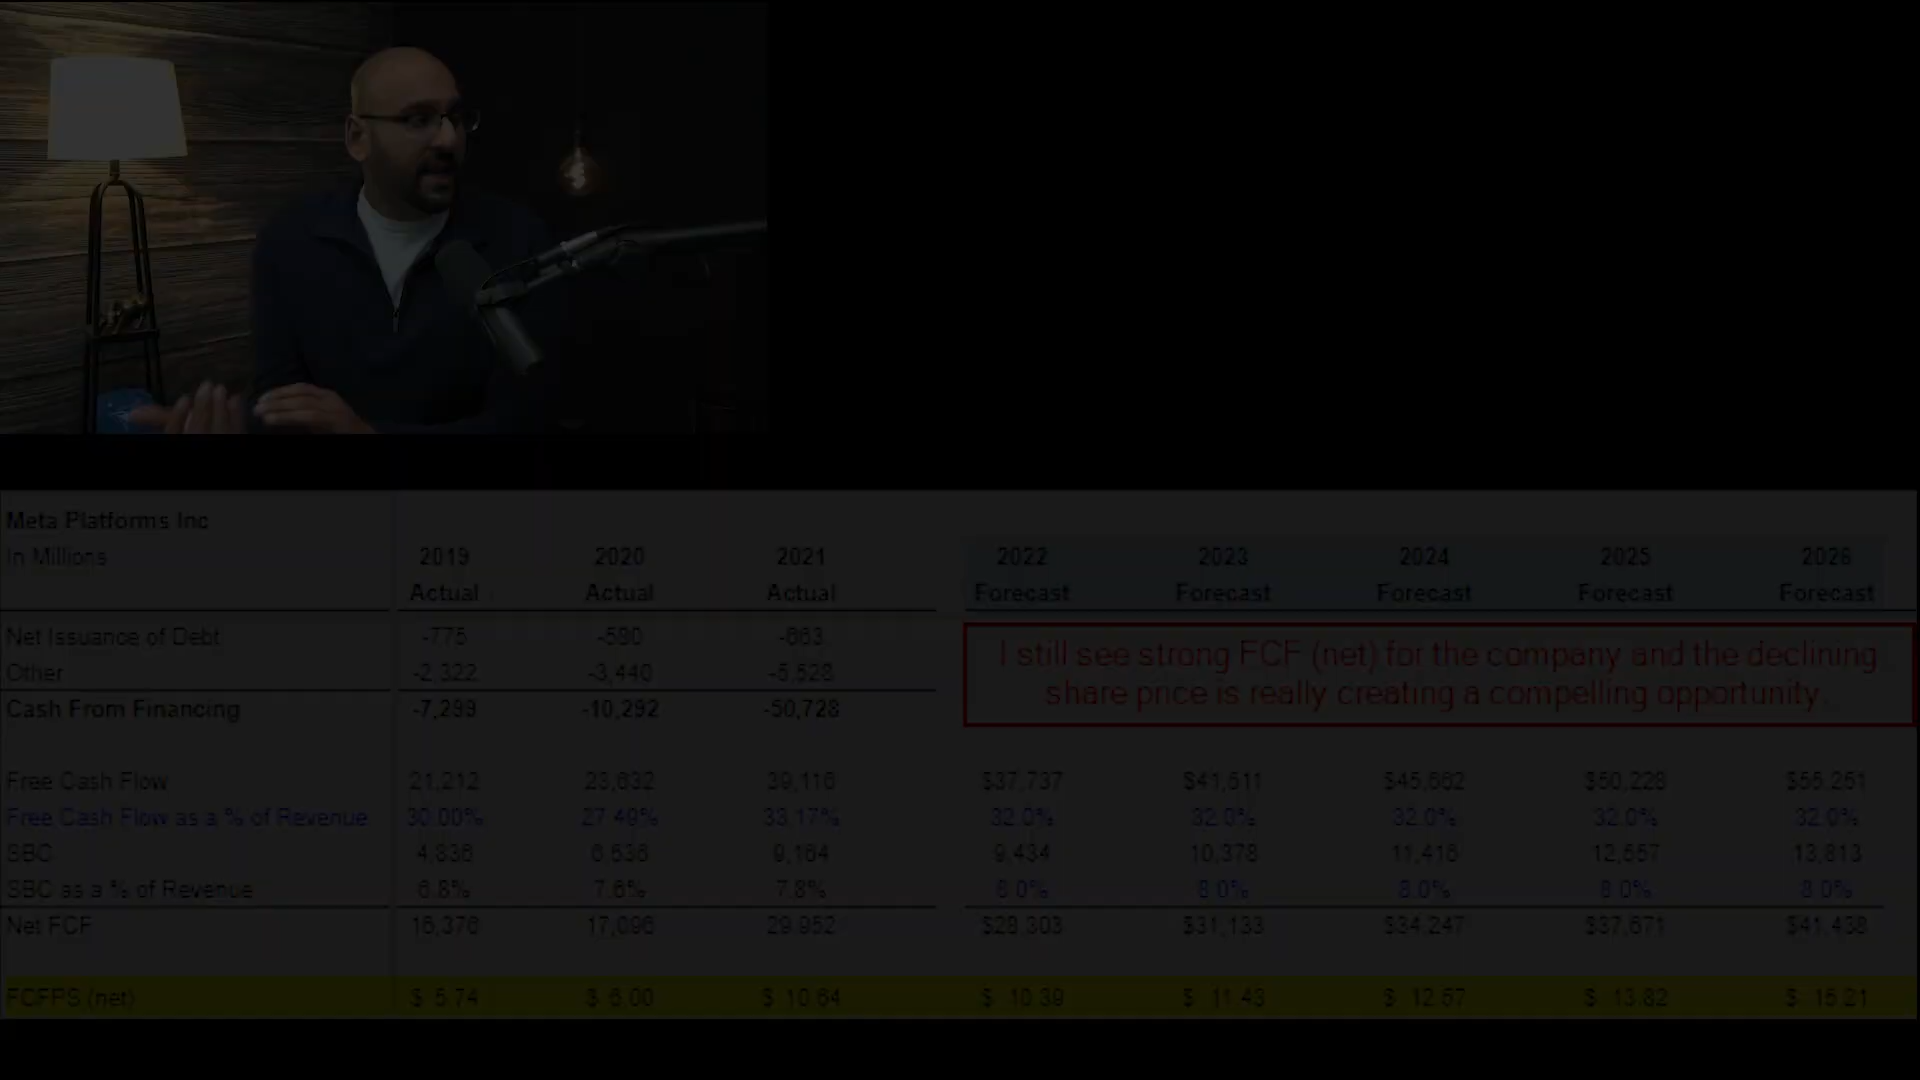 Meta Platforms Inc
In Millions 2019 2020 2021 2022 2023 2024 2025 2026
Actual Actual Actual Forecast Forecast Forecast Forecast Forecast
Net Issuance of Debt -775 -590 -663
Other -2,322 -3,440 -5,528
I still see strong FCF (net) for the company and the declining
share price is really creating a compelling opportunity.
Cash From Financing -7,299 -10,292 -50,728
Free Cash Flow 21,212 23,632 39,116 $37,737 $41,511 $45,662 $50,228 $55,251
Free Cash Flow as a % of Revenue 30.00% 27.49% 33.17% 32.0% 32.0% 32.0% 32.0% 32.0%
SBC 4,836 6,536 9,164 9,434 10,378 11,416 12,557 13,813
SBC as a % of Revenue 6.8% 7.6% 7.8% 8.0% 8.0% 8.0% 8.0% 8.0%
Net FCF 16,376 17,096 29,952 $28,303 $31,133 $34,247 $37,671 $41,438
FCFPS (net) $ 5.74 $ 6.00 $ 10.64 $ 10.39 $ 11.43 $ 12.57 $ 13.82 $ 15.21